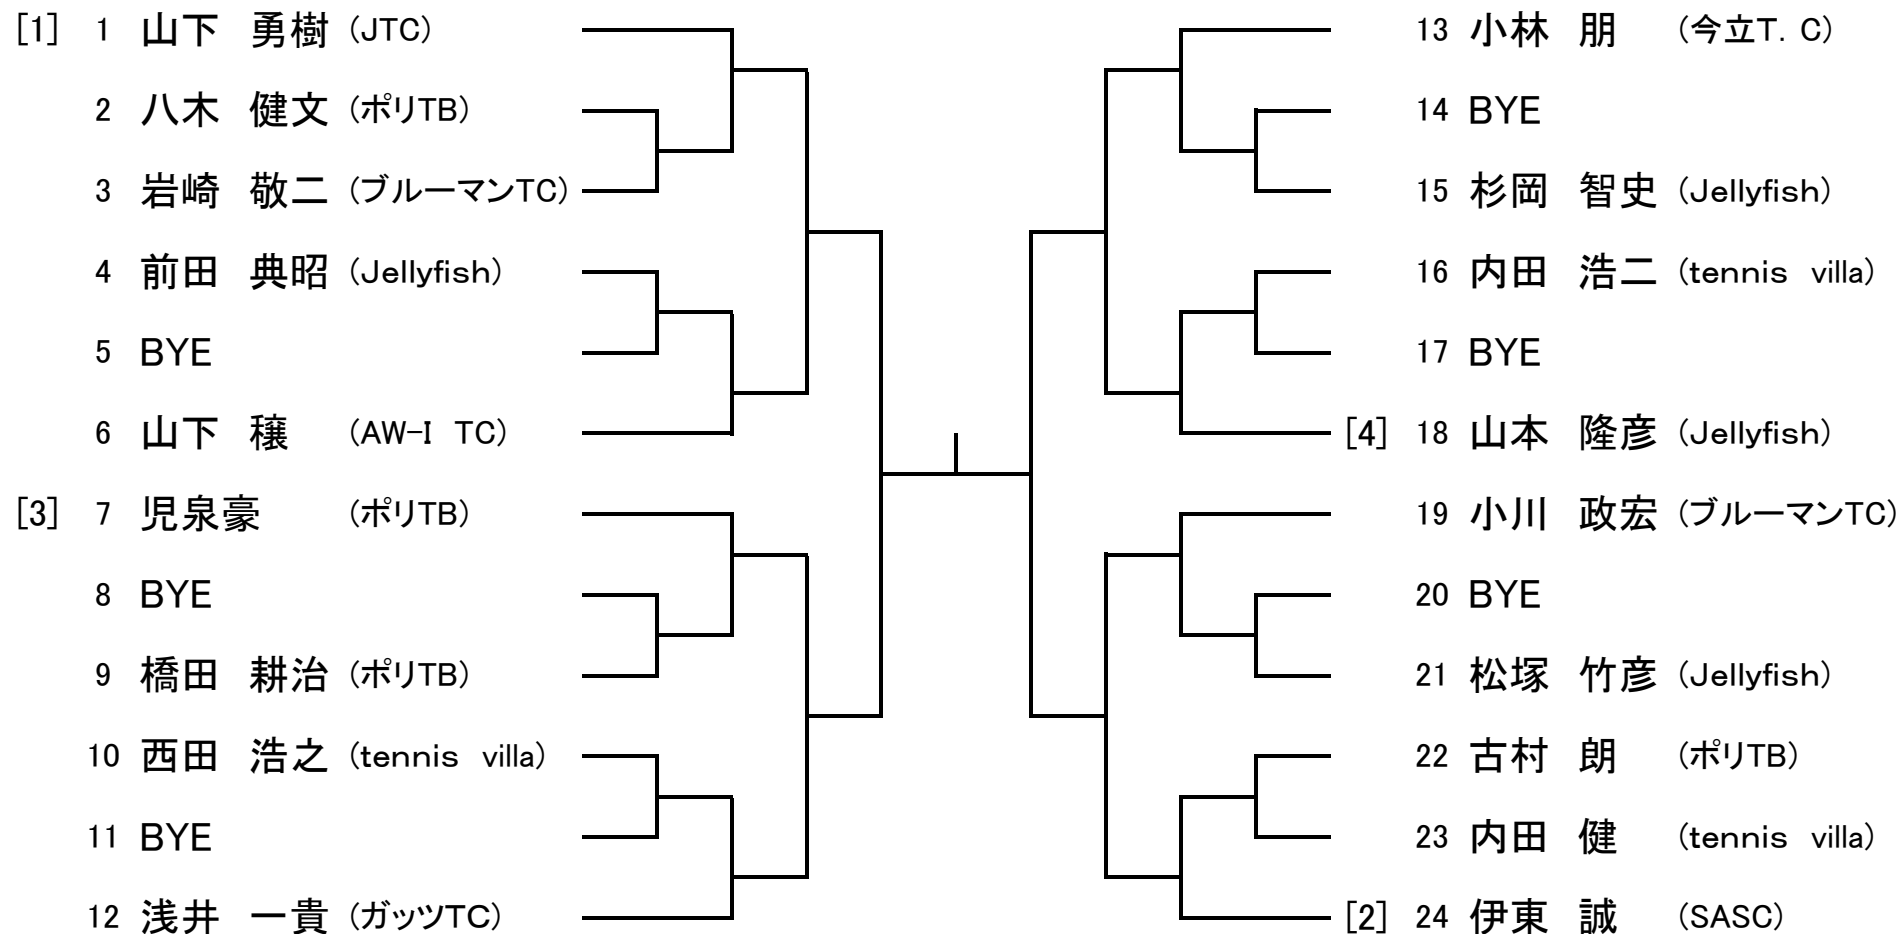 [1] 1 山下 勇樹 (JTC)
2 八木 健文 (ポリTB)
3 岩崎 敬二 (ブルーマンTC)
4 前田 典昭 (Jellyfish)
5 BYE
6 山下 穣 (AW-I TC)
[3] 7 児泉豪 (ポリTB)
8 BYE
9 橋田 耕治 (ポリTB)
10 西田 浩之 (tennis villa)
11 BYE
12 浅井 一貴 (ガッツTC)
13 小林 朋 (今立T.C)
14 BYE
15 杉岡 智史 (Jellyfish)
16 内田 浩二 (tennis villa)
17 BYE
[4] 18 山本 隆彦 (Jellyfish)
19 小川 政宏 (ブルーマンTC)
20 BYE
21 松塚 竹彦 (Jellyfish)
22 古村 朗 (ポリTB)
23 内田 健 (tennis villa)
[2] 24 伊東 誠 (SASC)